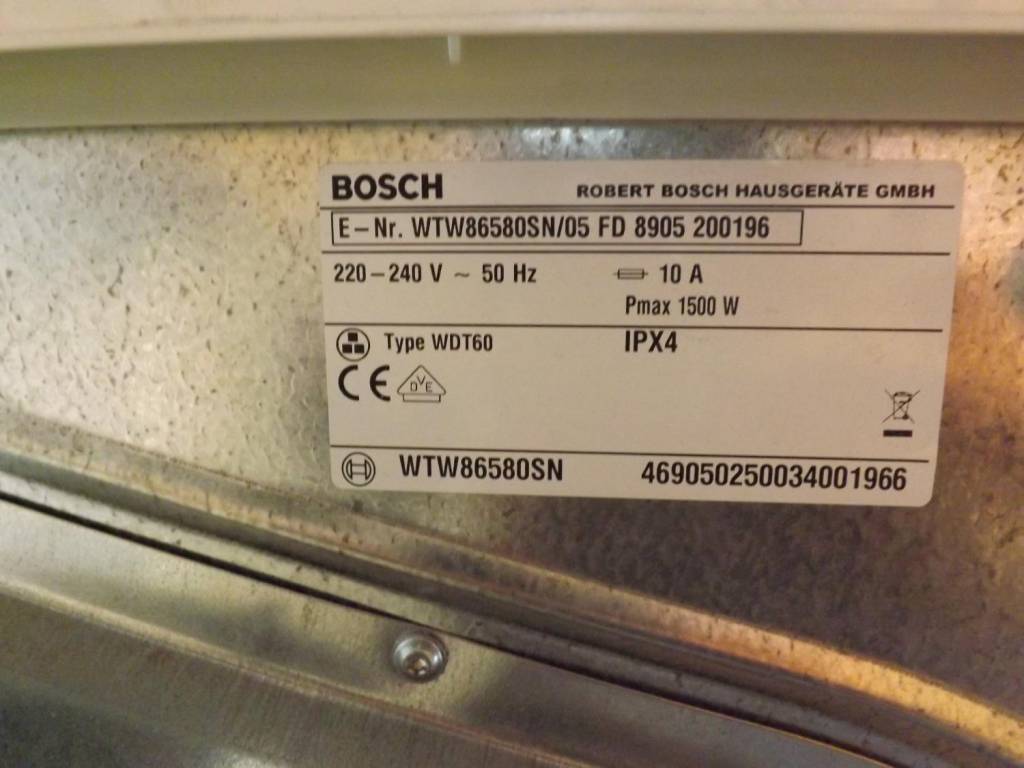 BOSCH ROBERT BOSCH HAUSGERÄTE GMBH
E-Nr. WTW86580SN/05 FD 8905 200196
220-240 V ~ 50 Hz 10 A
Pmax 1500 W
Type WDT60 IPX4
CE DVE
WTW86580SN 469050250034001966